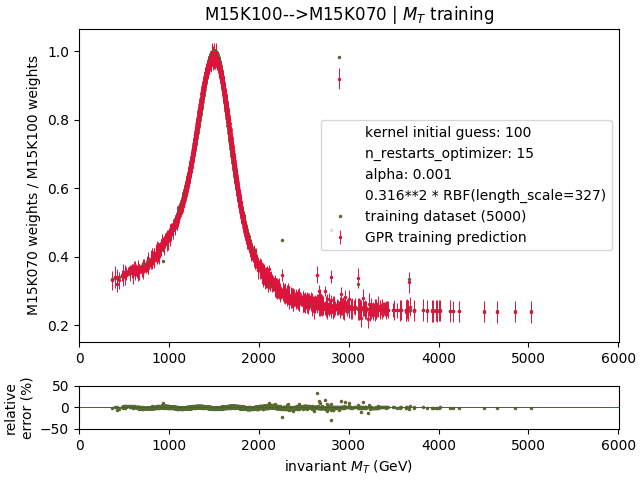 M15K100-->M15K070 | M_T training
M15K070 weights / M15K100 weights
1.0
0.8
0.6
0.4
0.2
kernel initial guess: 100
n_restarts_optimizer: 15
alpha: 0.001
0.316**2 * RBF(length_scale=327)
training dataset (5000)
GPR training prediction
0 1000 2000 3000 4000 5000 6000
relative
error (%)
50
0
−50
0 1000 2000 3000 4000 5000 6000
invariant M_T (GeV)